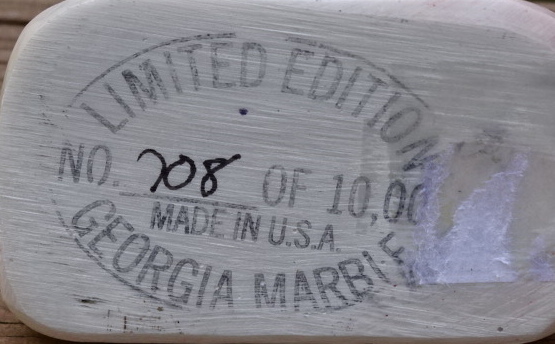 LIMITED EDITION
NO. 708 OF 10,00
MADE IN U.S.A.
GEORGIA MARBLE